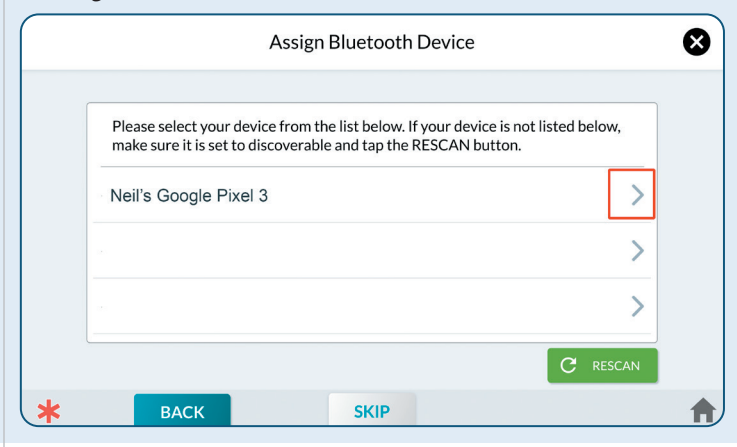 Assign Bluetooth Device
Please select your device from the list below. If your device is not listed below,
make sure it is set to discoverable and tap the RESCAN button.
Neil's Google Pixel 3
RESCAN
BACK
SKIP